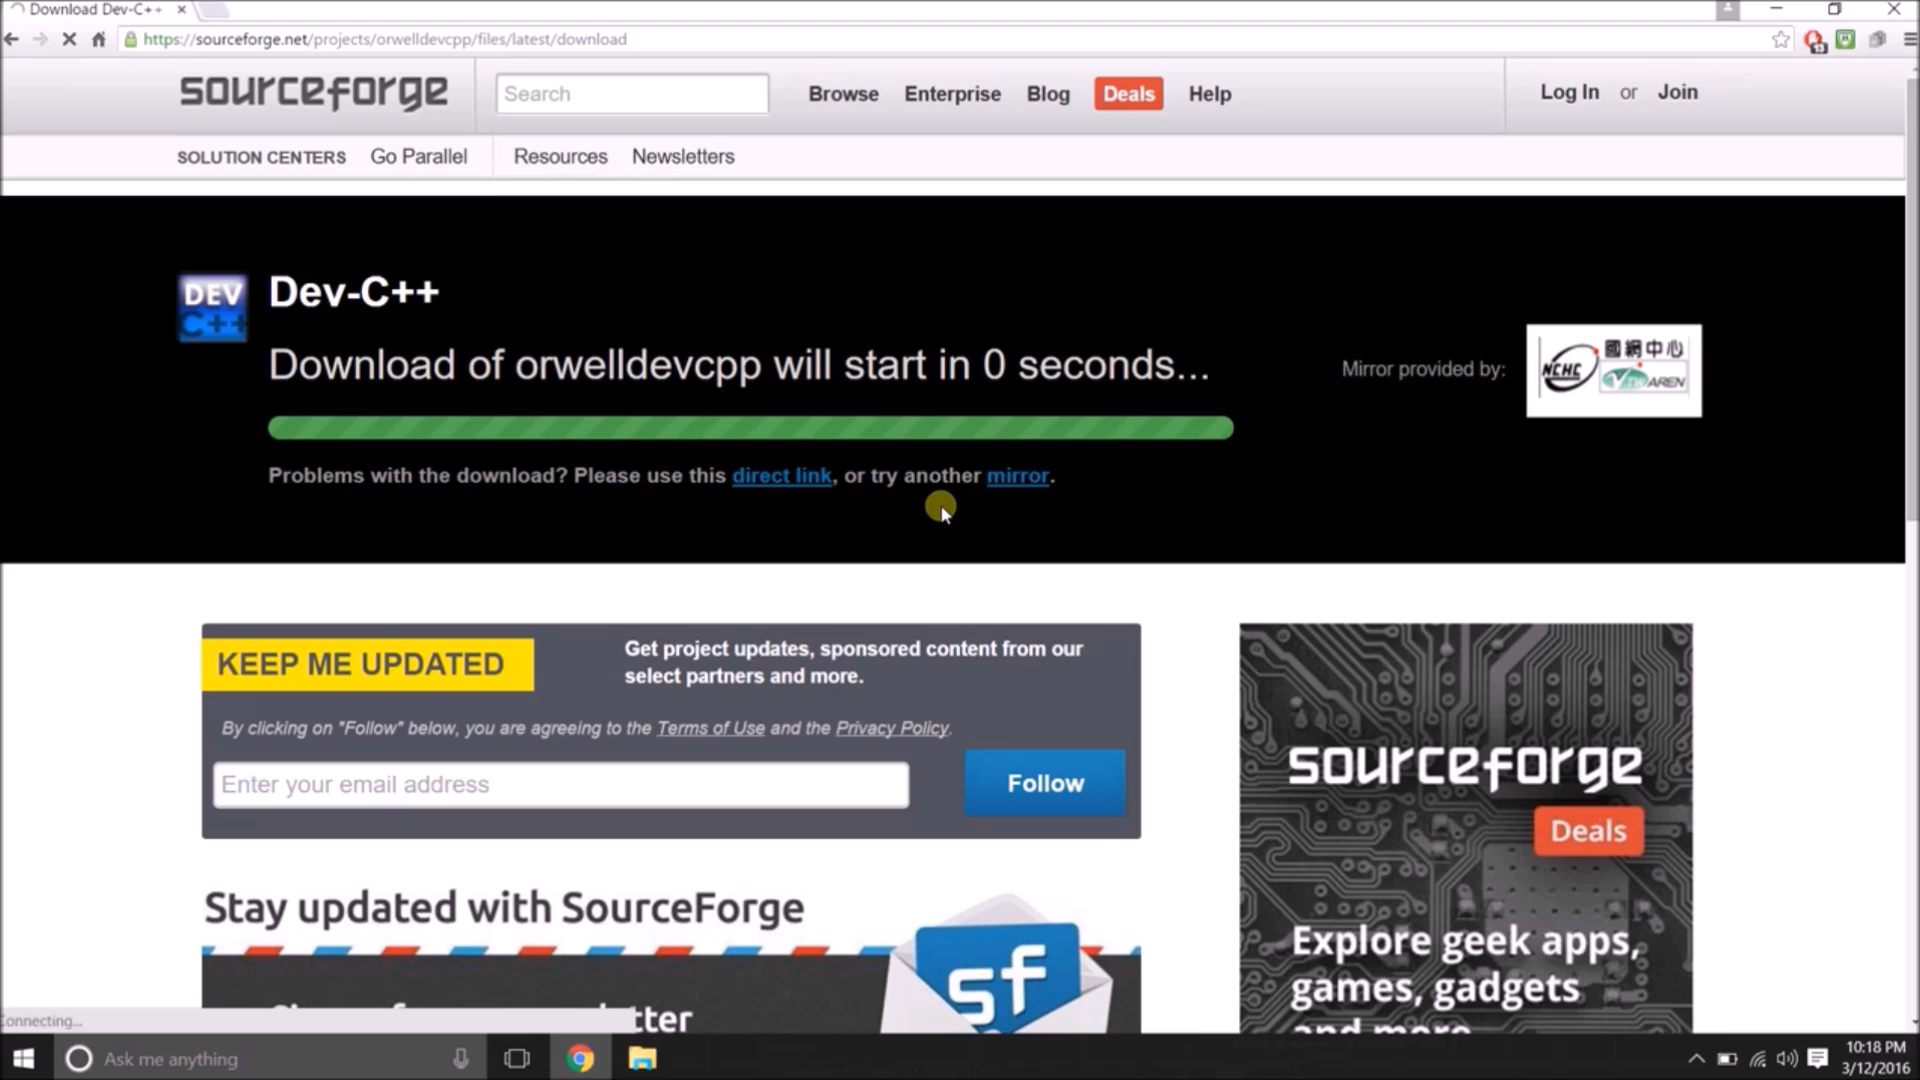 Download Dev-C++
https://sourceforge.net/projects/orwelldevcpp/files/latest/download
sourceforge
Search
Browse
Enterprise
Blog
Deals
Help
Log In or Join
SOLUTION CENTERS
Go Parallel
Resources
Newsletters
DEV
C++
Dev-C++
Download of orwelldevcpp will start in 0 seconds...
Mirror provided by:
NCHC
國網中心
AREN
Problems with the download? Please use this direct link, or try another mirror.
KEEP ME UPDATED
Get project updates, sponsored content from our
select partners and more.
By clicking on "Follow" below, you are agreeing to the Terms of Use and the Privacy Policy.
Enter your email address
Follow
sourceforge
Deals
Explore geek apps,
games, gadgets
and more
Stay updated with SourceForge
sf
Connecting...
Ask me anything
10:18 PM
3/12/2016